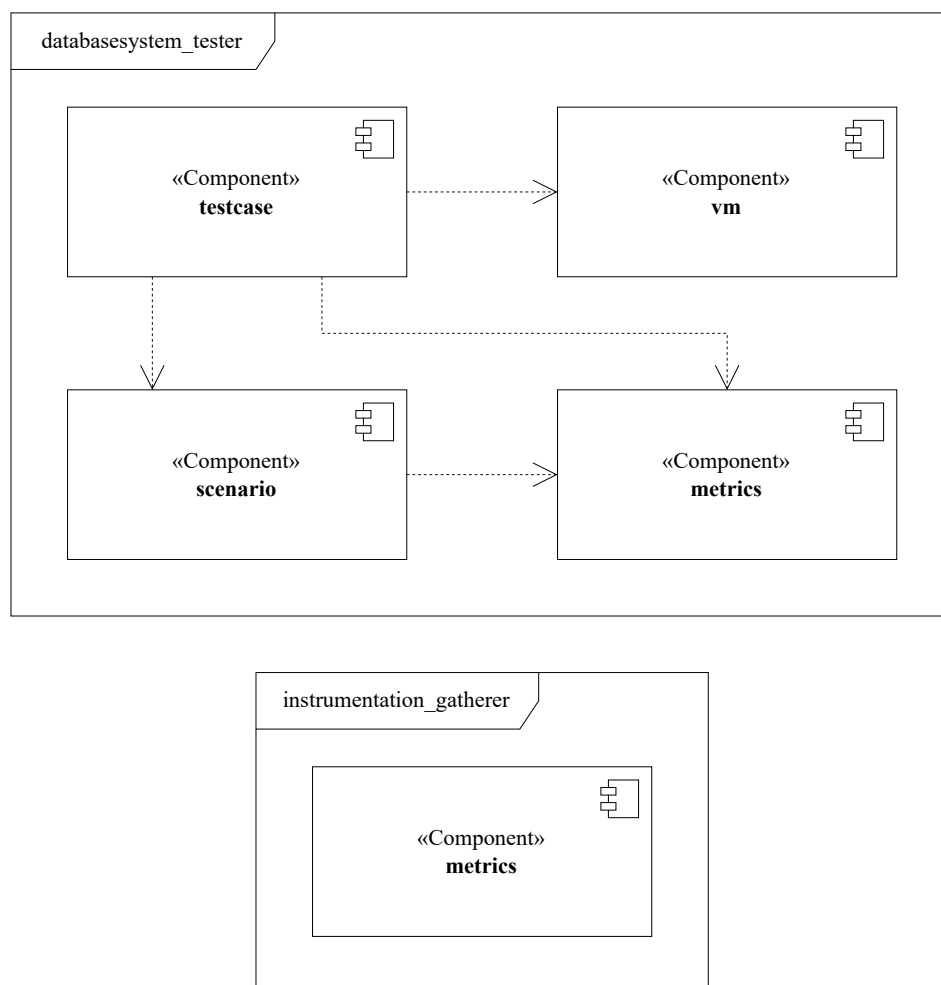 databasesystem_tester
«Component»
testcase
«Component»
vm
«Component»
scenario
«Component»
metrics
instrumentation_gatherer
«Component»
metrics